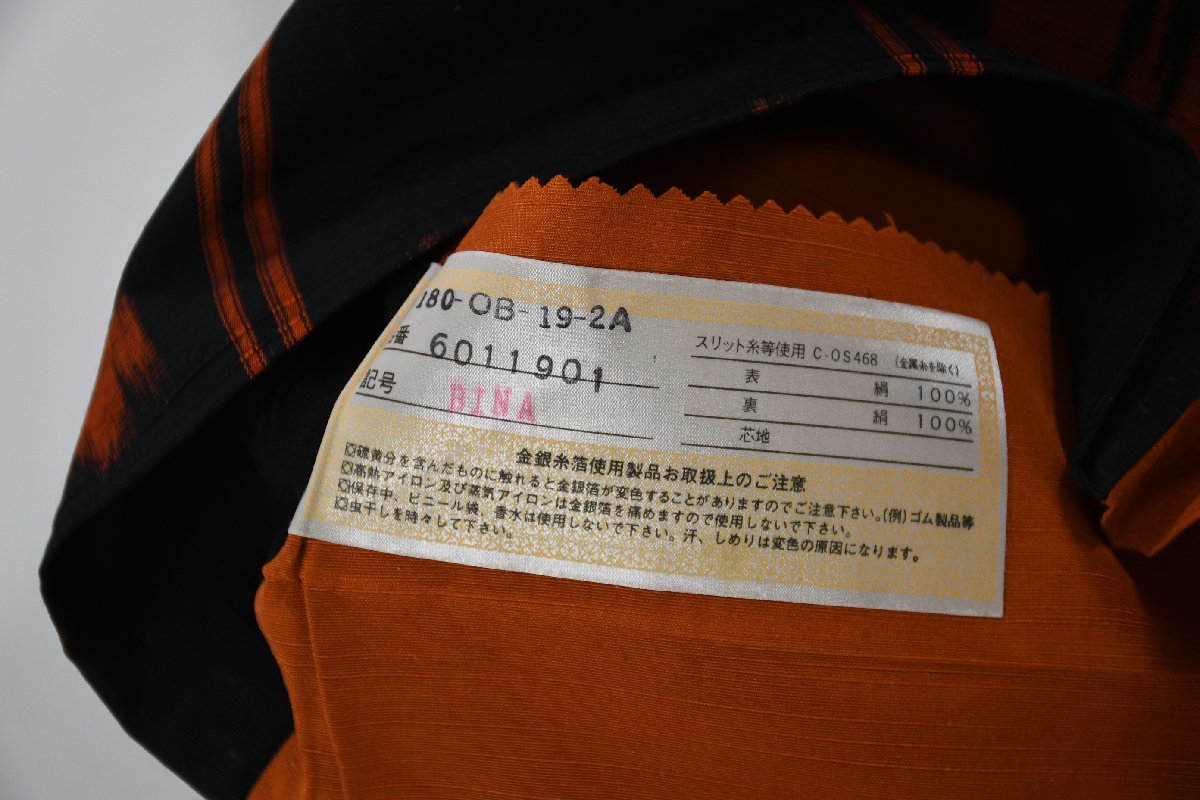 180-OB-19-2A
番 6011901
記号 BINA
スリット糸等使用 C-OS468 (金属糸を除く)
表 絹 100%
裏 絹 100%
芯地
金銀糸箔使用製品お取扱上のご注意
硫黄分を含んだものに触れると金銀箔が変色することがありますのでご注意下さい。(例)ゴム製品等
高熱アイロン及び蒸気アイロンは金銀箔を痛めますので使用しないで下さい。
保存中、ビニール袋、香水は使用しないで下さい。汗、しめりは変色の原因になります。
虫干しを時々して下さい。